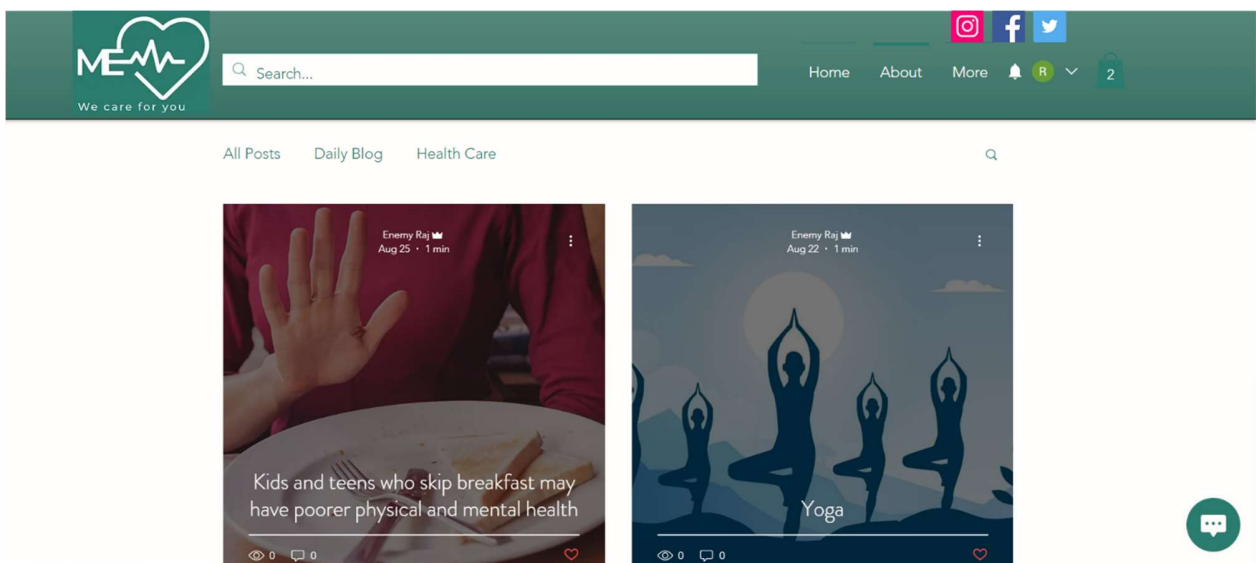 ME
We care for you
Search...
Home About More R 2
All Posts Daily Blog Health Care
Enemy Raj
Aug 25 · 1 min
Kids and teens who skip breakfast may
have poorer physical and mental health
0 0
Enemy Raj
Aug 22 · 1 min
Yoga
0 0